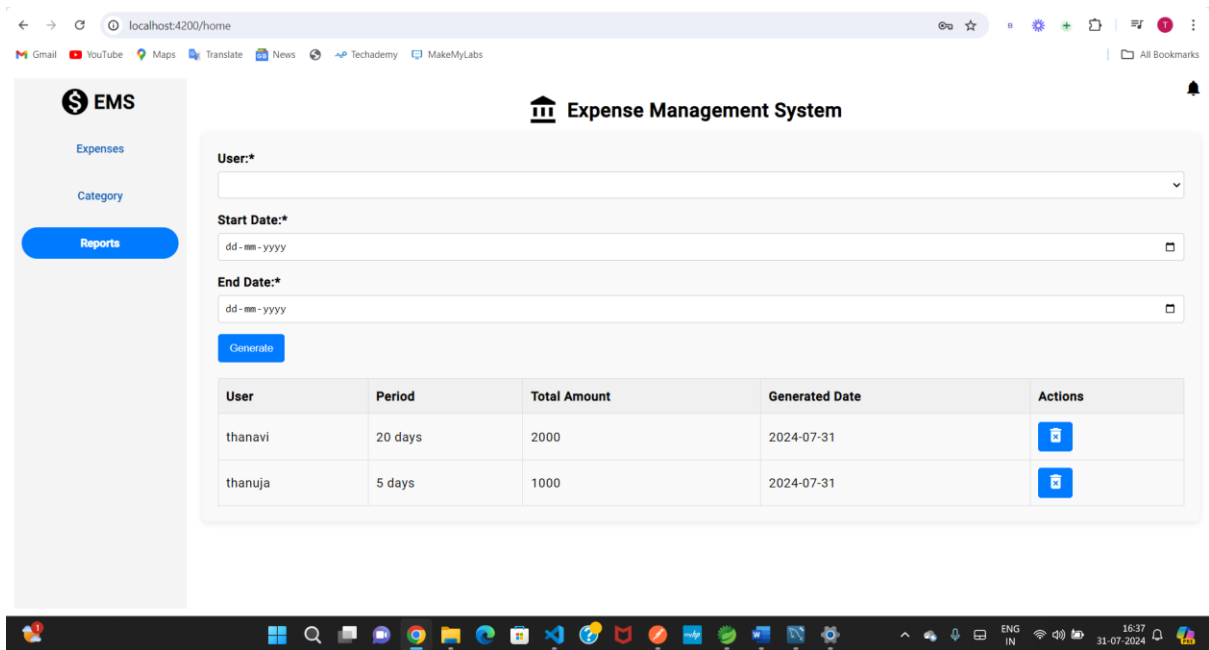 localhost:4200/home
Gmail YouTube Maps Translate News Techademy MakeMyLabs All Bookmarks
EMS
Expense Management System
Expenses
Category
Reports
User:*
Start Date:*
dd-mm-yyyy
End Date:*
dd-mm-yyyy
Generate
User Period Total Amount Generated Date Actions
thanavi 20 days 2000 2024-07-31
thanuja 5 days 1000 2024-07-31
ENG
IN
16:37
31-07-2024